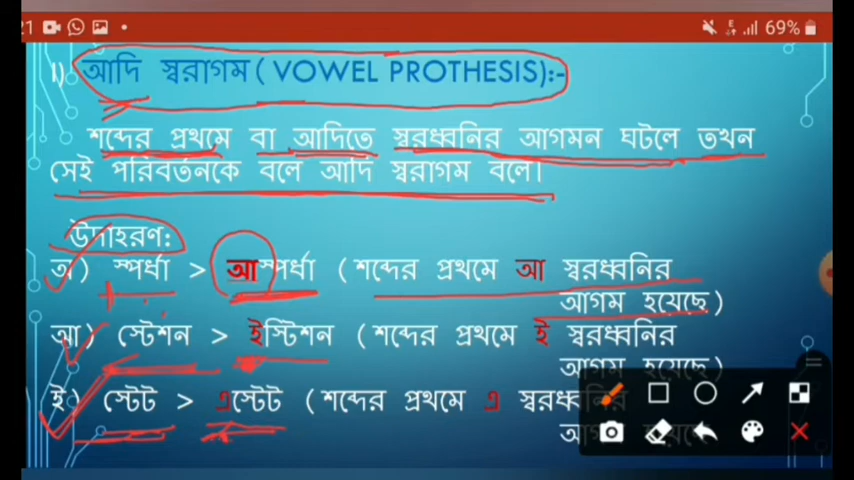 21
69%
১) আদি স্বরাগম ( VOWEL PROTHESIS):-
শব্দের প্রথমে বা আদিতে স্বরধ্বনির আগমন ঘটলে তখন
সেই পরিবর্তনকে বলে আদি স্বরাগম বলে।
উদাহরণ:
অ) স্পর্ধা > আস্পর্ধা (শব্দের প্রথমে আ স্বরধ্বনির
আগম হয়েছে)
আ) স্টেশন > ইস্টিশন (শব্দের প্রথমে ই স্বরধ্বনির
আগম হয়েছে)
ই) স্টেট > এস্টেট (শব্দের প্রথমে এ